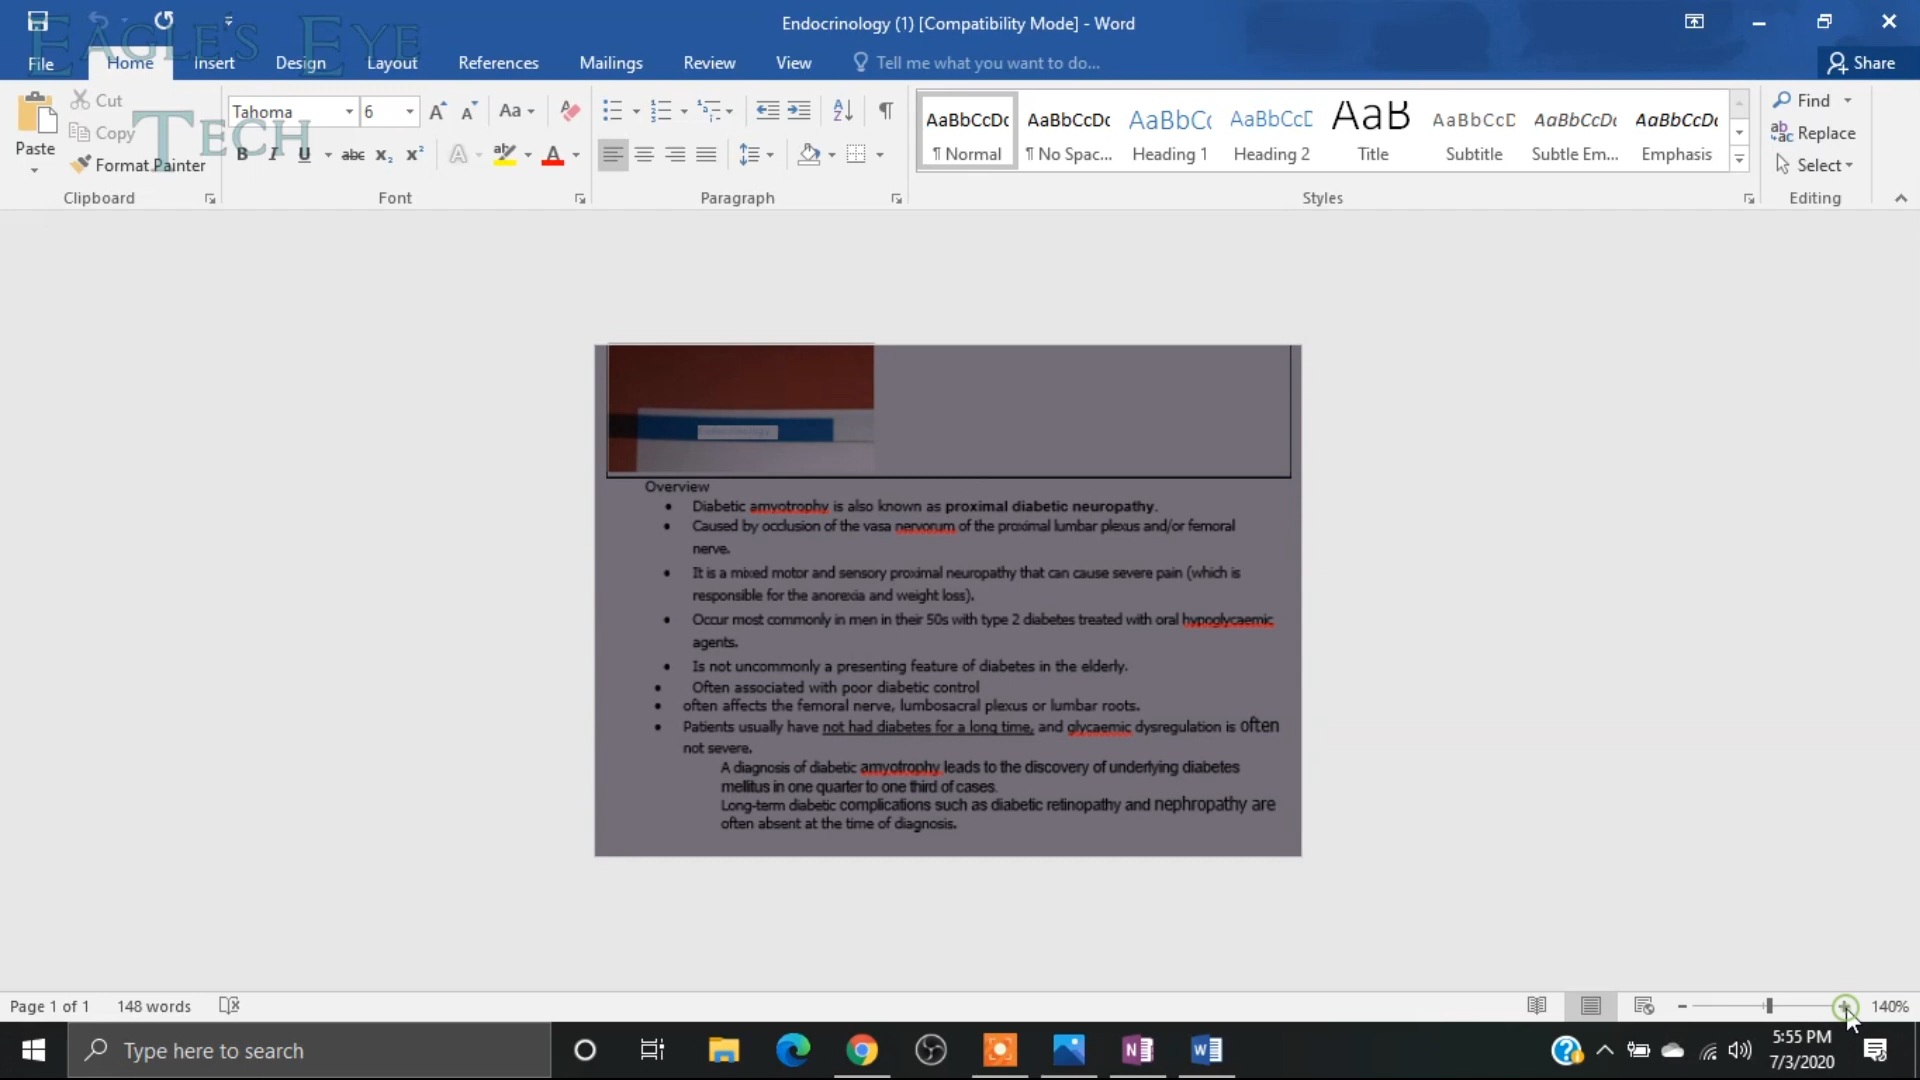 Endocrinology (1) [Compatibility Mode] - Word
EAGLE'S EYE
TECH
File Home Insert Design Layout References Mailings Review View Tell me what you want to do... Share
Paste
Cut
Copy
Format Painter
Clipboard
Tahoma 6 Aa
B I U abc X₂ X² A A
Font
Paragraph
AaBbCcDc AaBbCcDc AaBbCc AaBbCcD AaB AaBbCcD AaBbCcDc AaBbCcDc
¶ Normal ¶ No Spac... Heading 1 Heading 2 Title Subtitle Subtle Em... Emphasis
Styles
Find
Replace
Select
Editing
Overview
• Diabetic amyotrophy is also known as proximal diabetic neuropathy.
• Caused by occlusion of the vasa nervorum of the proximal lumbar plexus and/or femoral
nerve.
• It is a mixed motor and sensory proximal neuropathy that can cause severe pain (which is
responsible for the anorexia and weight loss).
• Occur most commonly in men in their 50s with type 2 diabetes treated with oral hypoglycaemic
agents.
• Is not uncommonly a presenting feature of diabetes in the elderly.
• Often associated with poor diabetic control
• often affects the femoral nerve, lumbosacral plexus or lumbar roots.
• Patients usually have not had diabetes for a long time, and glycaemic dysregulation is often
not severe.
A diagnosis of diabetic amyotrophy leads to the discovery of underlying diabetes
mellitus in one quarter to one third of cases.
Long-term diabetic complications such as diabetic retinopathy and nephropathy are
often absent at the time of diagnosis.
Page 1 of 1 148 words 140%
Type here to search
5:55 PM
7/3/2020